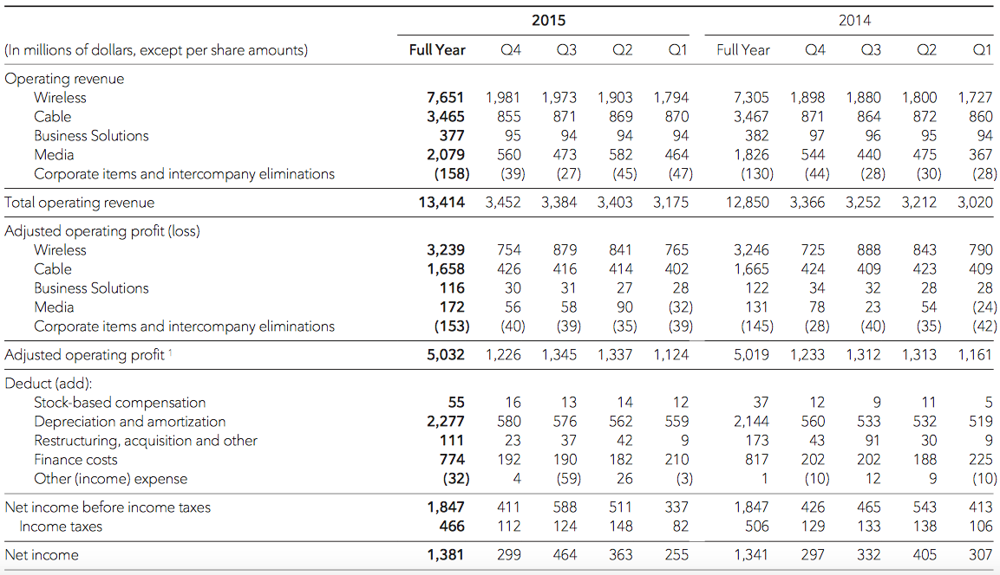 2015 2014
(In millions of dollars, except per share amounts) Full Year Q4 Q3 Q2 Q1 Full Year Q4 Q3 Q2 Q1
Operating revenue
Wireless 7,651 1,981 1,973 1,903 1,794 7,305 1,898 1,880 1,800 1,727
Cable 3,465 855 871 869 870 3,467 871 864 872 860
Business Solutions 377 95 94 94 94 382 97 96 95 94
Media 2,079 560 473 582 464 1,826 544 440 475 367
Corporate items and intercompany eliminations (158) (39) (27) (45) (47) (130) (44) (28) (30) (28)
Total operating revenue 13,414 3,452 3,384 3,403 3,175 12,850 3,366 3,252 3,212 3,020
Adjusted operating profit (loss)
Wireless 3,239 754 879 841 765 3,246 725 888 843 790
Cable 1,658 426 416 414 402 1,665 424 409 423 409
Business Solutions 116 30 31 27 28 122 34 32 28 28
Media 172 56 58 90 (32) 131 78 23 54 (24)
Corporate items and intercompany eliminations (153) (40) (39) (35) (39) (145) (28) (40) (35) (42)
Adjusted operating profit 1 5,032 1,226 1,345 1,337 1,124 5,019 1,233 1,312 1,313 1,161
Deduct (add):
Stock-based compensation 55 16 13 14 12 37 12 9 11 5
Depreciation and amortization 2,277 580 576 562 559 2,144 560 533 532 519
Restructuring, acquisition and other 111 23 37 42 9 173 43 91 30 9
Finance costs 774 192 190 182 210 817 202 202 188 225
Other (income) expense (32) 4 (59) 26 (3) 1 (10) 12 9 (10)
Net income before income taxes 1,847 411 588 511 337 1,847 426 465 543 413
Income taxes 466 112 124 148 82 506 129 133 138 106
Net income 1,381 299 464 363 255 1,341 297 332 405 307